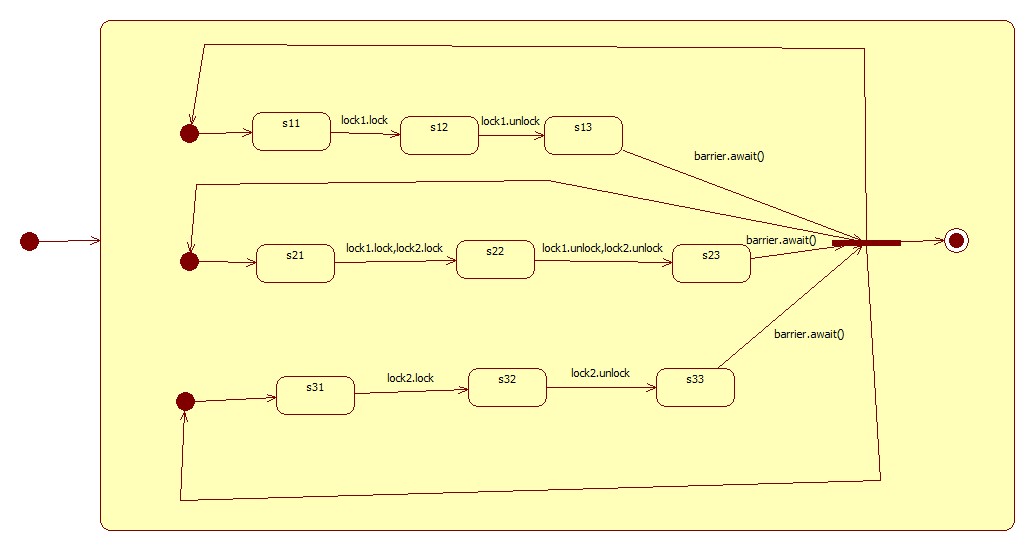 s11
lock1.lock
s12
lock1.unlock
s13
barrier.await()
s21
lock1.lock,lock2.lock
s22
lock1.unlock,lock2.unlock
s23
barrier.await()
s31
lock2.lock
s32
lock2.unlock
s33
barrier.await()